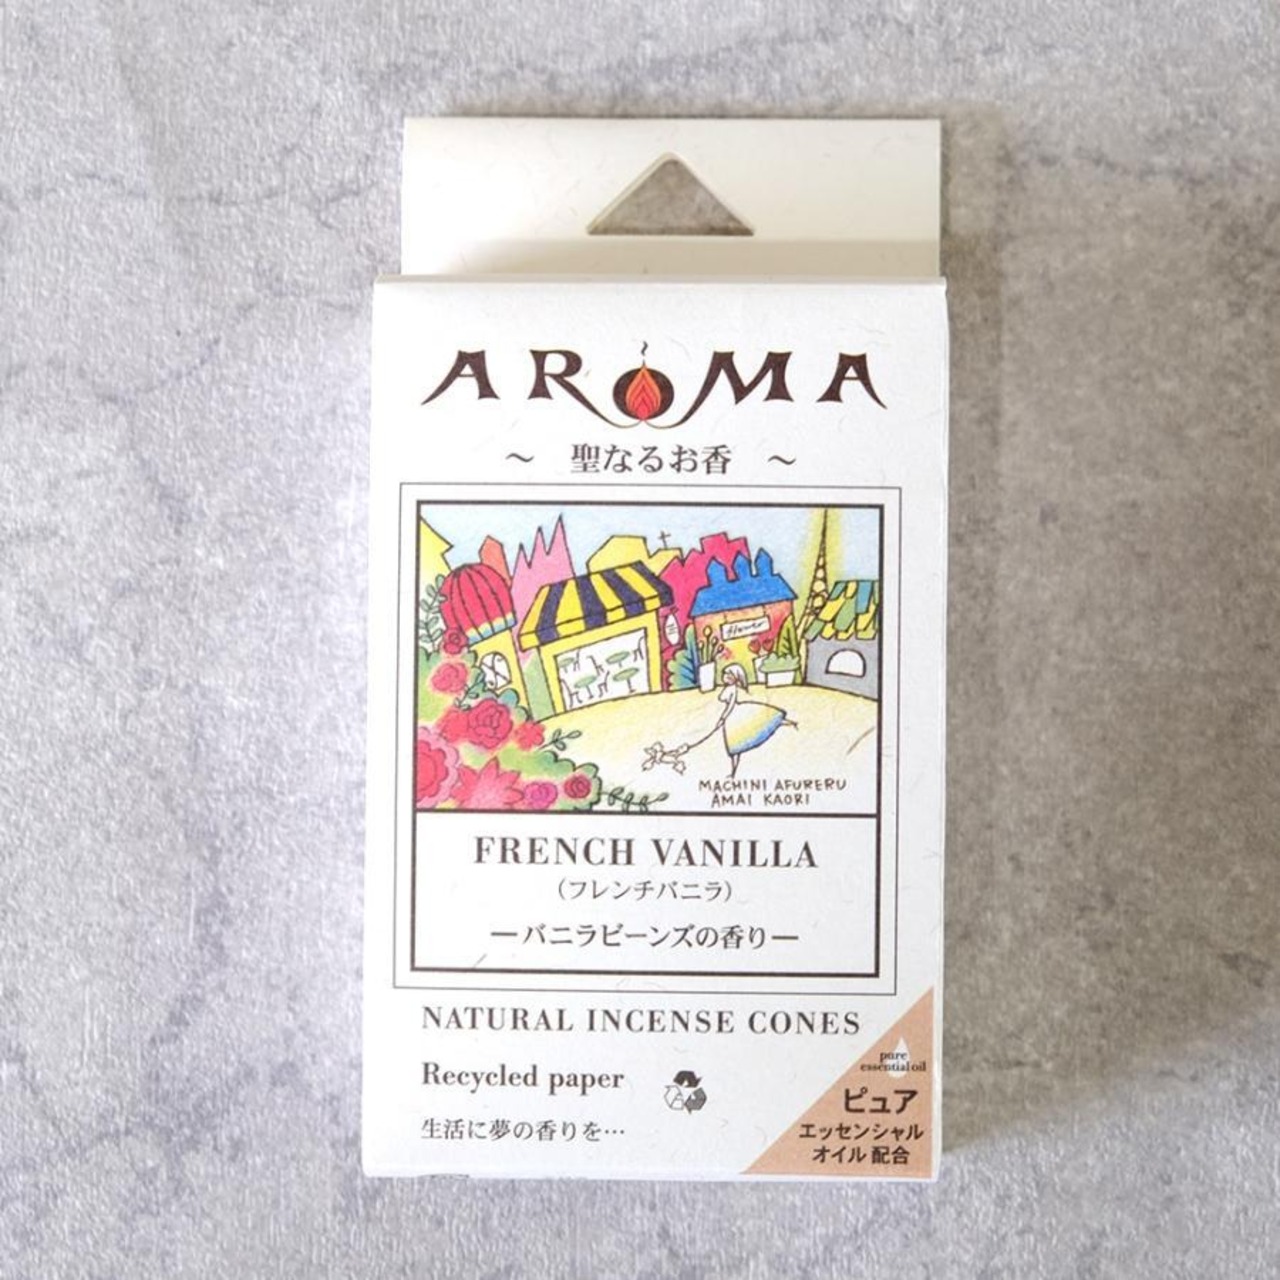 AROMA
～ 聖なるお香 ～
flower
MACHINI AFURERU
AMAI KAORI
FRENCH VANILLA
（フレンチバニラ）
ーバニラビーンズの香りー
NATURAL INCENSE CONES
Recycled paper
生活に夢の香りを…
pure
essential oil
ピュア
エッセンシャル
オイル 配合